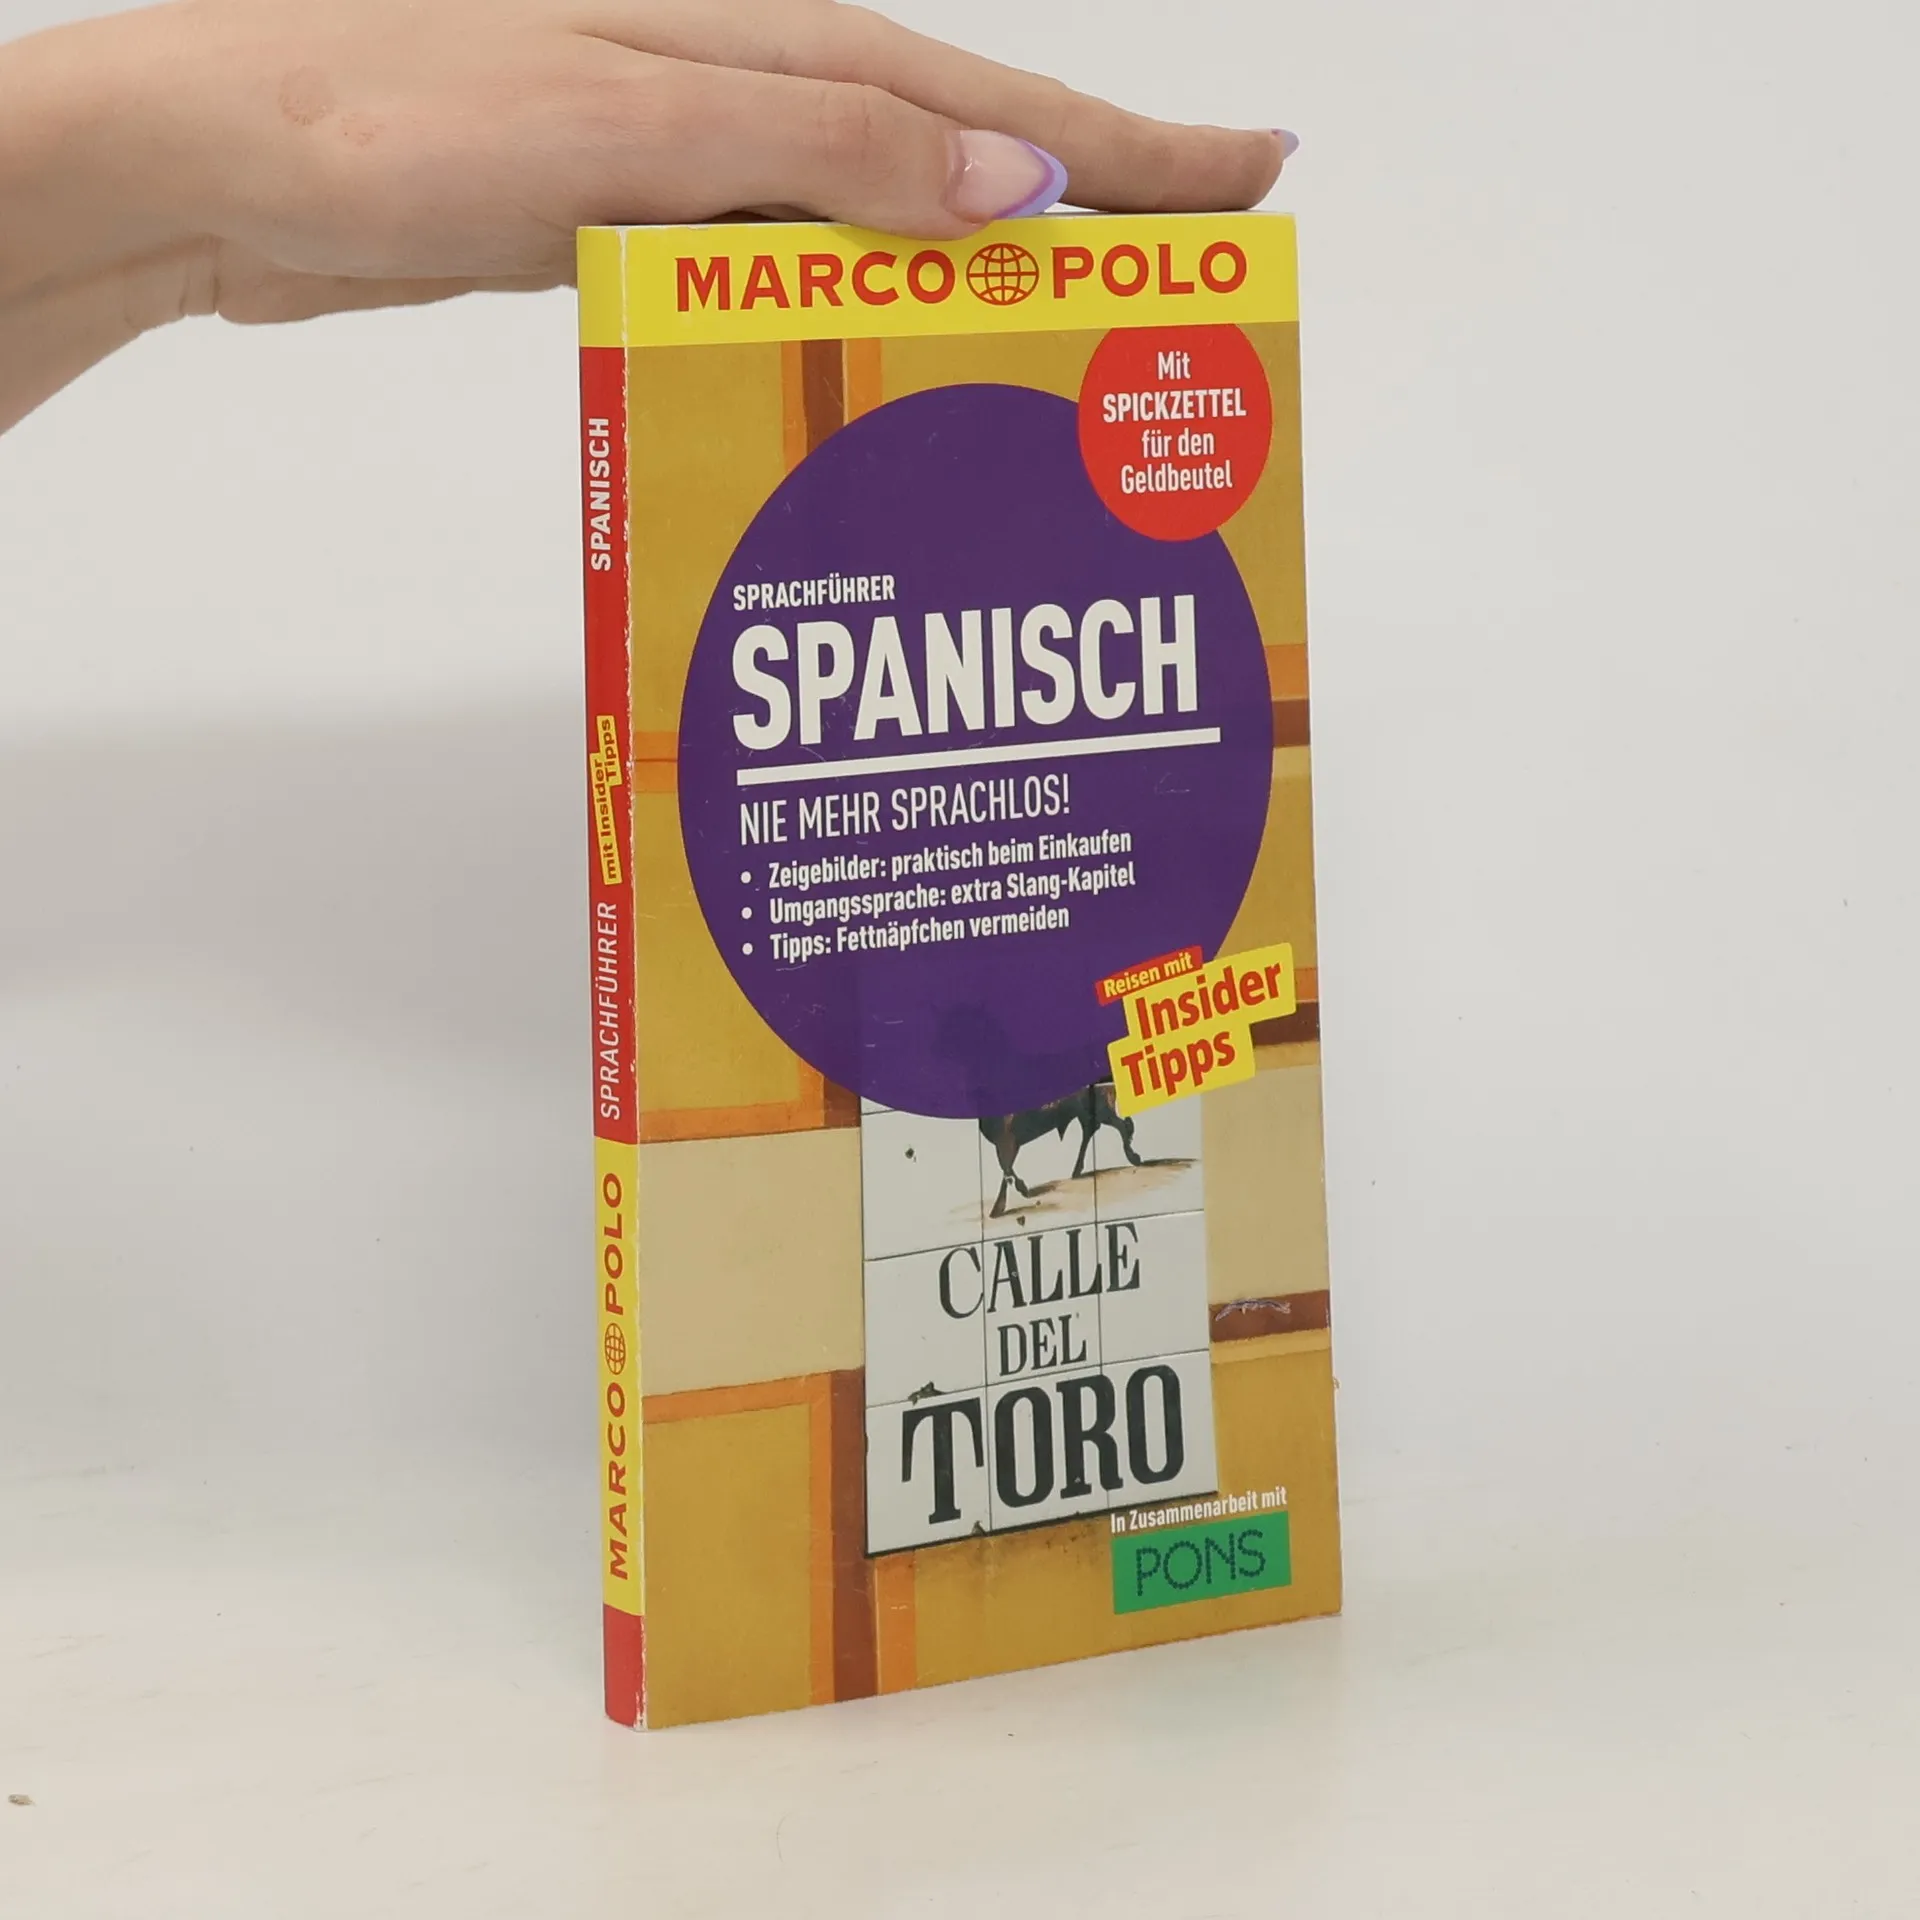 MARCO POLO
Mit
SPICKZETTEL
für den
Geldbeutel
SPRACHFÜHRER
SPANISCH
NIE MEHR SPRACHLOS!
• Zeigebilder: praktisch beim Einkaufen
• Umgangssprache: extra Slang-Kapitel
• Tipps: Fettnäpfchen vermeiden
Reisen mit
Insider
Tipps
CALLE
DEL
TORO
In Zusammenarbeit mit
PONS
MARCO POLO SPRACHFÜHRER
mit Insider
Tipps
SPANISCH